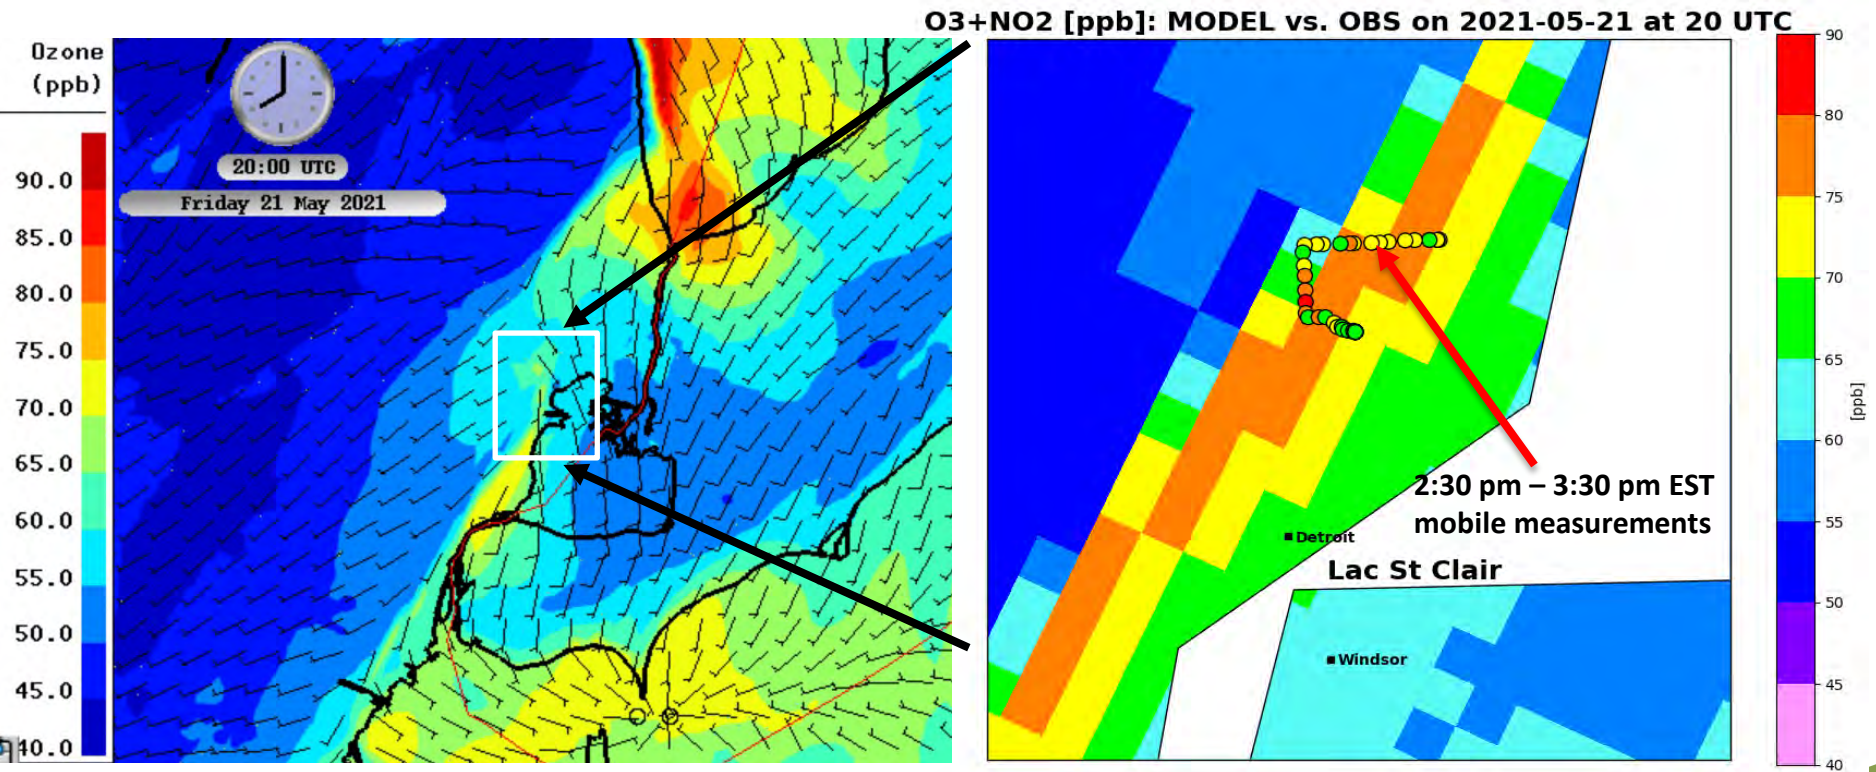 O3+NO2 [ppb]: MODEL vs. OBS on 2021-05-21 at 20 UTC
Ozone
(ppb)
90.0
85.0
80.0
75.0
70.0
65.0
60.0
55.0
50.0
45.0
40.0
20:00 UTC
Friday 21 May 2021
2:30 pm – 3:30 pm EST
mobile measurements
Detroit
Lac St Clair
Windsor
90
80
75
70
65
60
55
50
45
40
[ppb]